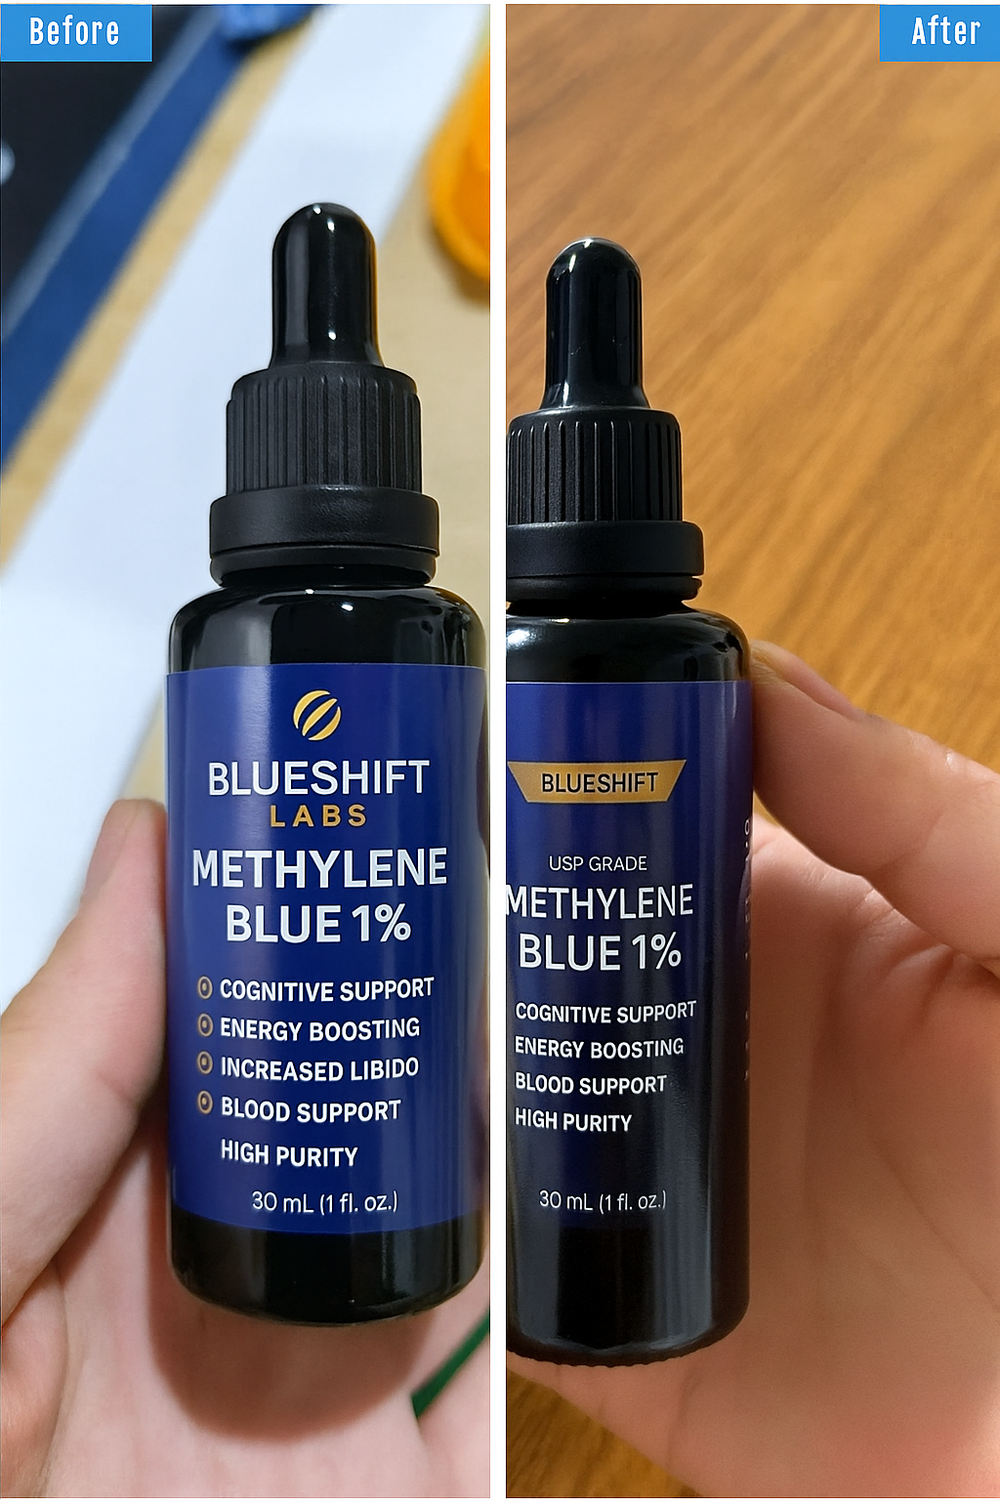 Before
BLUESHIFT
LABS
METHYLENE
BLUE 1%
COGNITIVE SUPPORT
ENERGY BOOSTING
INCREASED LIBIDO
BLOOD SUPPORT
HIGH PURITY
30 mL (1 fl. oz.)
After
BLUESHIFT
USP GRADE
METHYLENE
BLUE 1%
COGNITIVE SUPPORT
ENERGY BOOSTING
BLOOD SUPPORT
HIGH PURITY
30 mL (1 fl. oz.)